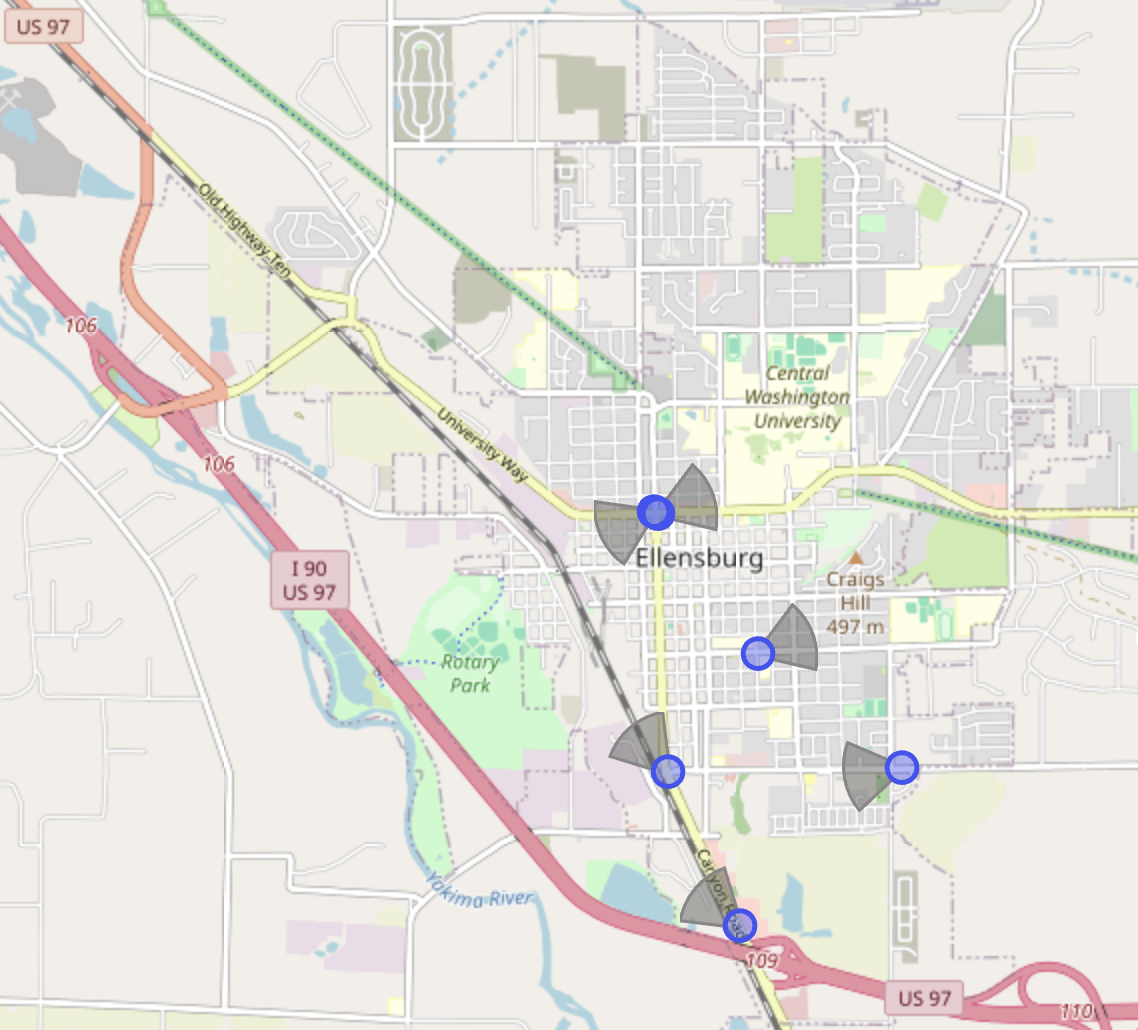 US 97
Old Highway Ten
106
Central
Washington
University
University Way
106
Ellensburg
I 90
US 97
Craigs
Hill
497 m
Rotary
Park
Canyon Road
Yakima River
109
US 97
110